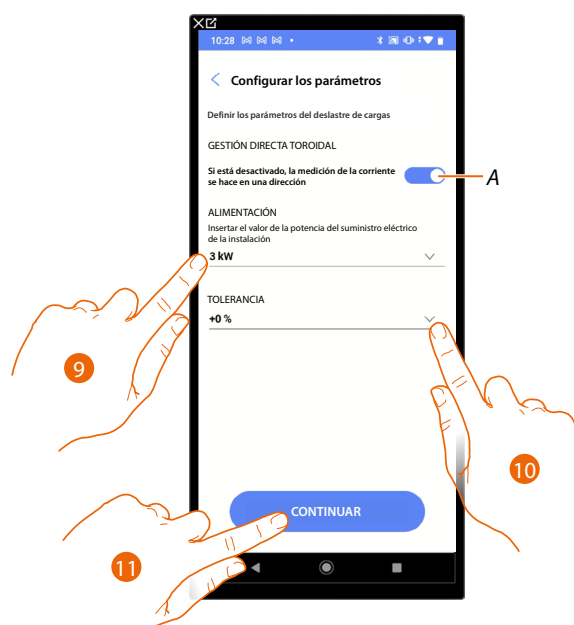 10:28
Configurar los parámetros
Definir los parámetros del deslastre de cargas
GESTIÓN DIRECTA TOROIDAL
Si está desactivado, la medición de la corriente
se hace en una dirección
A
ALIMENTACIÓN
Insertar el valor de la potencia del suministro eléctrico
de la instalación
3 kW
TOLERANCIA
+0 %
9
10
CONTINUAR
11